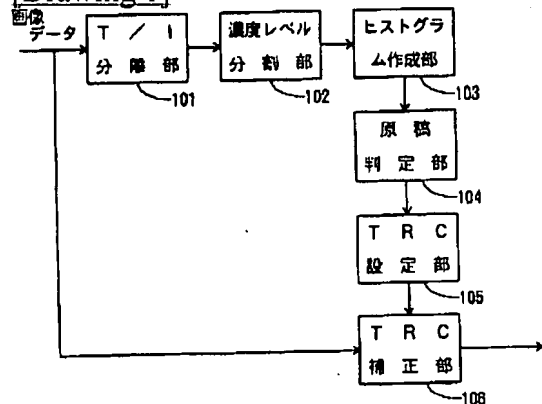 [Drawing 1]
画像
データ
T / I
分離部
101
濃度レベル
分割部
102
ヒストグラ
ム作成部
103
原稿
判定部
104
T R C
設定部
105
T R C
補正部
106